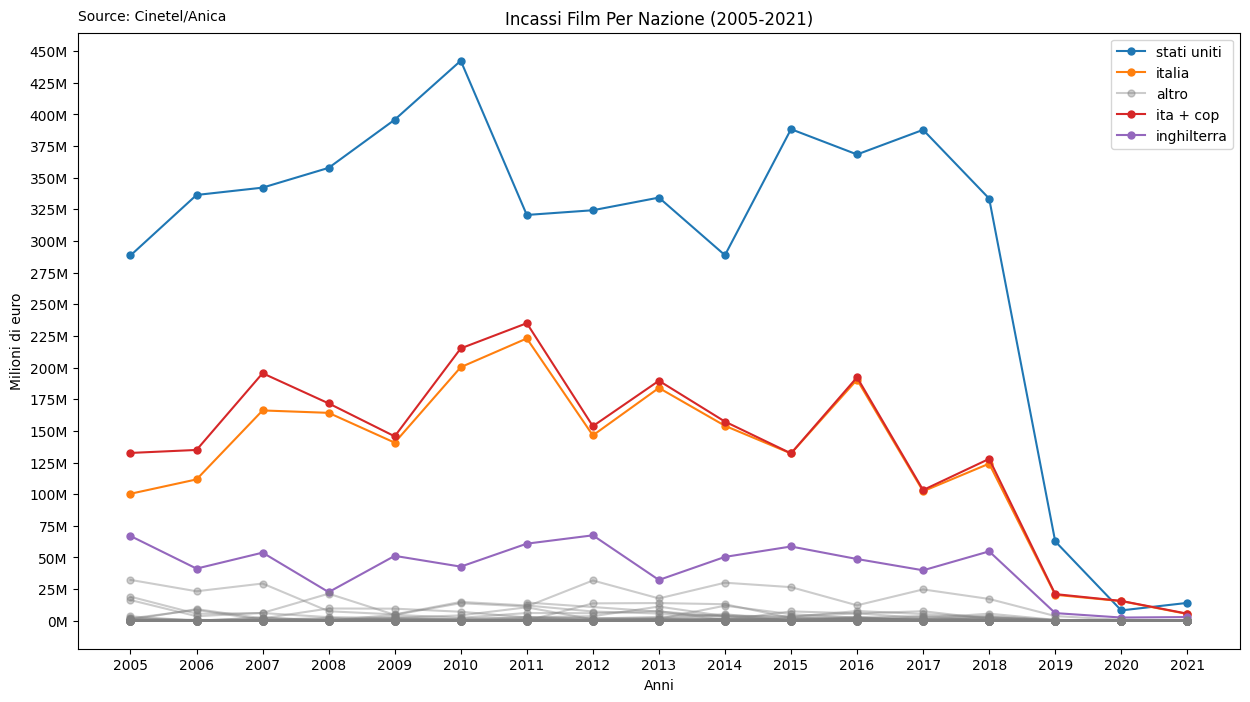 Source: Cinetel/Anica
Incassi Film Per Nazione (2005-2021)
450M
425M
400M
375M
350M
325M
300M
275M
250M
225M
200M
175M
150M
125M
100M
75M
50M
25M
0M
Milioni di euro
stati uniti
italia
altro
ita + cop
inghilterra
2005 2006 2007 2008 2009 2010 2011 2012 2013 2014 2015 2016 2017 2018 2019 2020 2021
Anni